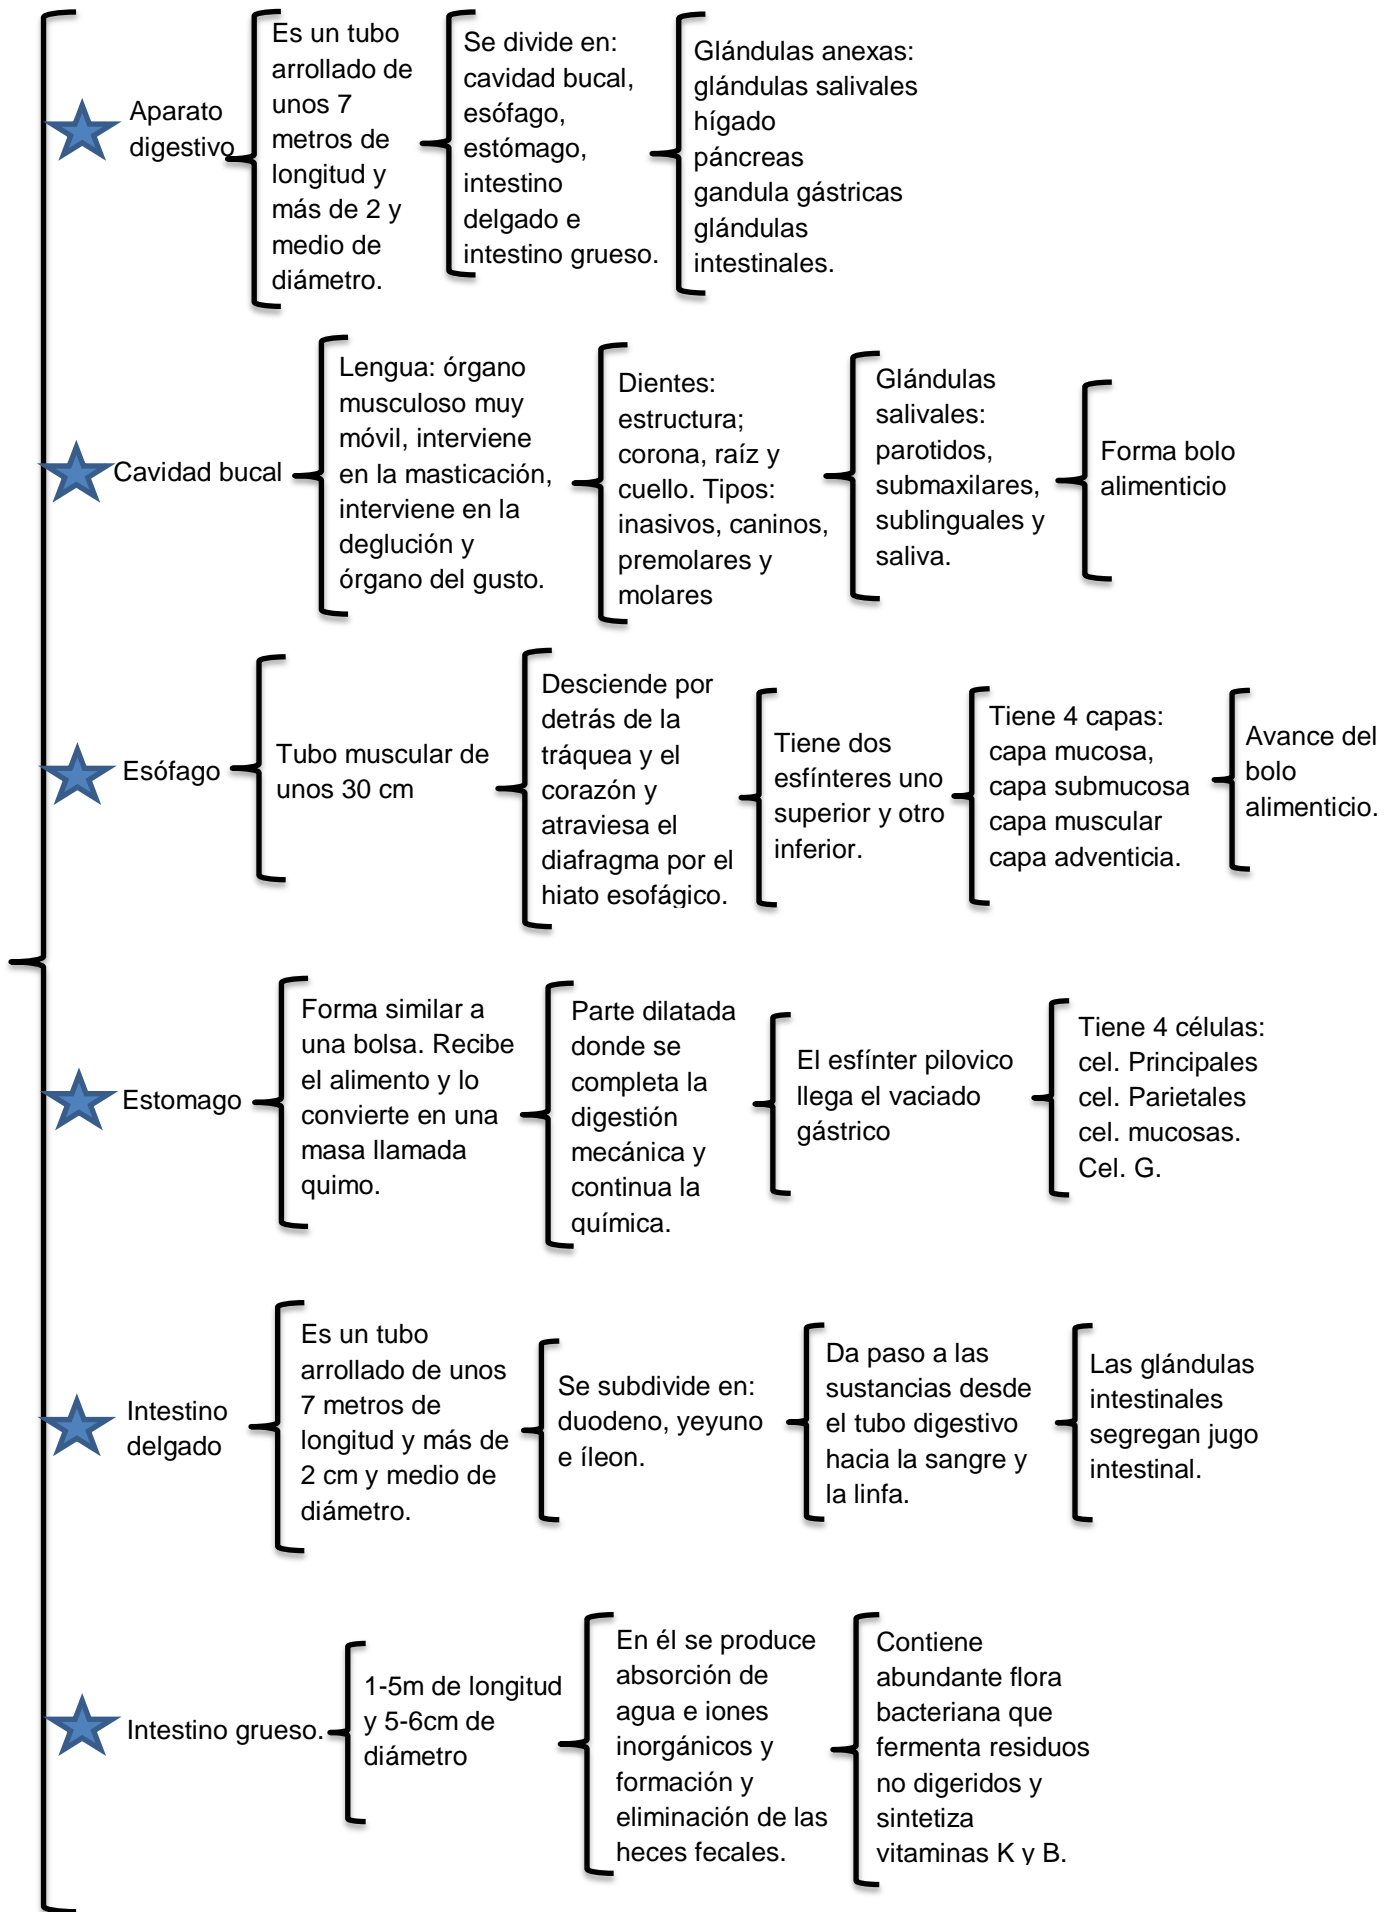 Aparato
digestivo
Es un tubo
arrollado de
unos 7
metros de
longitud y
más de 2 y
medio de
diámetro.
Se divide en:
cavidad bucal,
esófago,
estómago,
intestino
delgado e
intestino grueso.
Glándulas anexas:
glándulas salivales
hígado
páncreas
gandula gástricas
glándulas
intestinales.
Cavidad bucal
Lengua: órgano
musculoso muy
móvil, interviene
en la masticación,
interviene en la
deglución y
órgano del gusto.
Dientes:
estructura;
corona, raíz y
cuello. Tipos:
inasivos, caninos,
premolares y
molares
Glándulas
salivales:
parotidos,
submaxilares,
sublinguales y
saliva.
Forma bolo
alimenticio
Esófago
Tubo muscular de
unos 30 cm
Desciende por
detrás de la
tráquea y el
corazón y
atraviesa el
diafragma por el
hiato esofágico.
Tiene dos
esfínteres uno
superior y otro
inferior.
Tiene 4 capas:
capa mucosa,
capa submucosa
capa muscular
capa adventicia.
Avance del
bolo
alimenticio.
Estomago
Forma similar a
una bolsa. Recibe
el alimento y lo
convierte en una
masa llamada
quimo.
Parte dilatada
donde se
completa la
digestión
mecánica y
continua la
química.
El esfínter pilovico
llega el vaciado
gástrico
Tiene 4 células:
cel. Principales
cel. Parietales
cel. mucosas.
Cel. G.
Intestino
delgado
Es un tubo
arrollado de unos
7 metros de
longitud y más de
2 cm y medio de
diámetro.
Se subdivide en:
duodeno, yeyuno
e íleon.
Da paso a las
sustancias desde
el tubo digestivo
hacia la sangre y
la linfa.
Las glándulas
intestinales
segregan jugo
intestinal.
Intestino grueso.
1-5m de longitud
y 5-6cm de
diámetro
En él se produce
absorción de
agua e iones
inorgánicos y
formación y
eliminación de las
heces fecales.
Contiene
abundante flora
bacteriana que
fermenta residuos
no digeridos y
sintetiza
vitaminas K y B.